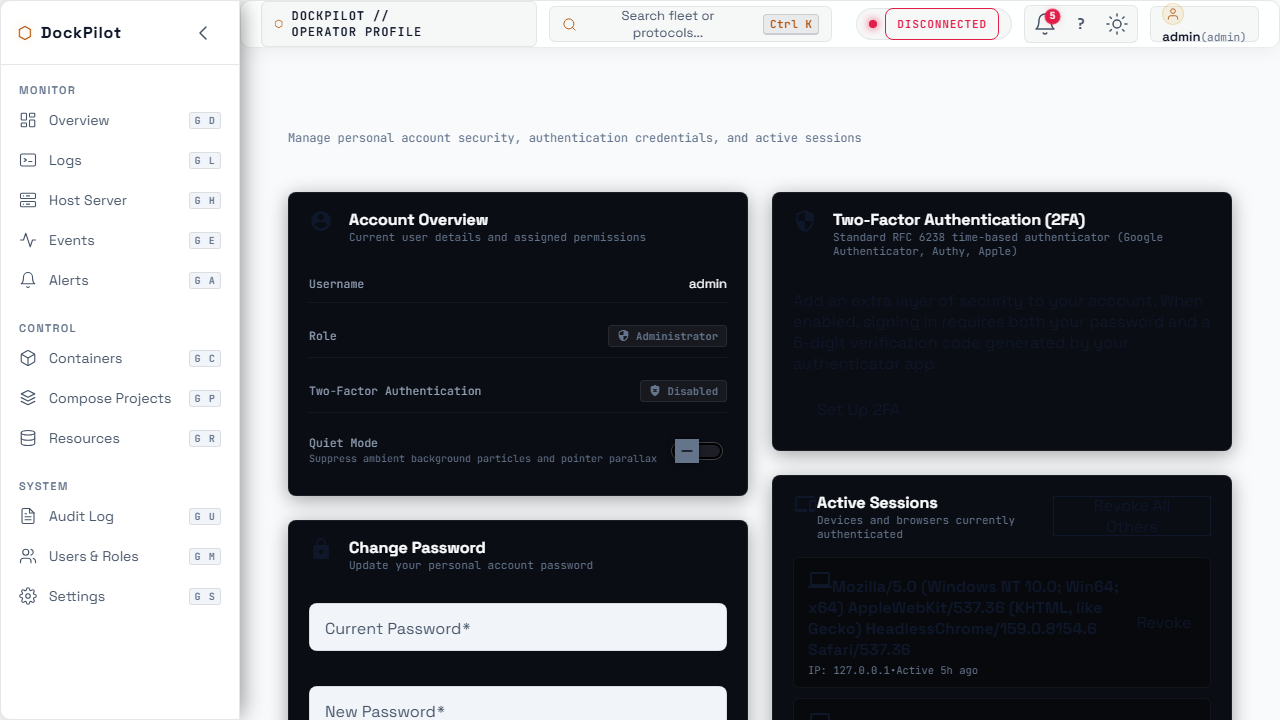 DockPilot
DOCKPILOT //
OPERATOR PROFILE
Search fleet or
protocols...
Ctrl K
DISCONNECTED
5
?
admin(admin)
MONITOR
Overview G D
Logs G L
Host Server G H
Events G E
Alerts G A
CONTROL
Containers G C
Compose Projects G P
Resources G R
SYSTEM
Audit Log G U
Users & Roles G M
Settings G S
Manage personal account security, authentication credentials, and active sessions
Account Overview
Current user details and assigned permissions
Username admin
Role Administrator
Two-Factor Authentication Disabled
Quiet Mode
Suppress ambient background particles and pointer parallax
Change Password
Update your personal account password
Current Password*
New Password*
Two-Factor Authentication (2FA)
Standard RFC 6238 time-based authenticator (Google
Authenticator, Authy, Apple)
Add an extra layer of security to your account. When
enabled, signing in requires both your password and a
6-digit verification code generated by your
authenticator app.
Set Up 2FA
Active Sessions
Devices and browsers currently
authenticated
Revoke All
Others
Mozilla/5.0 (Windows NT 10.0; Win64;
x64) AppleWebKit/537.36 (KHTML, like
Gecko) HeadlessChrome/159.0.8154.6
Safari/537.36
Revoke
IP: 127.0.0.1•Active 5h ago